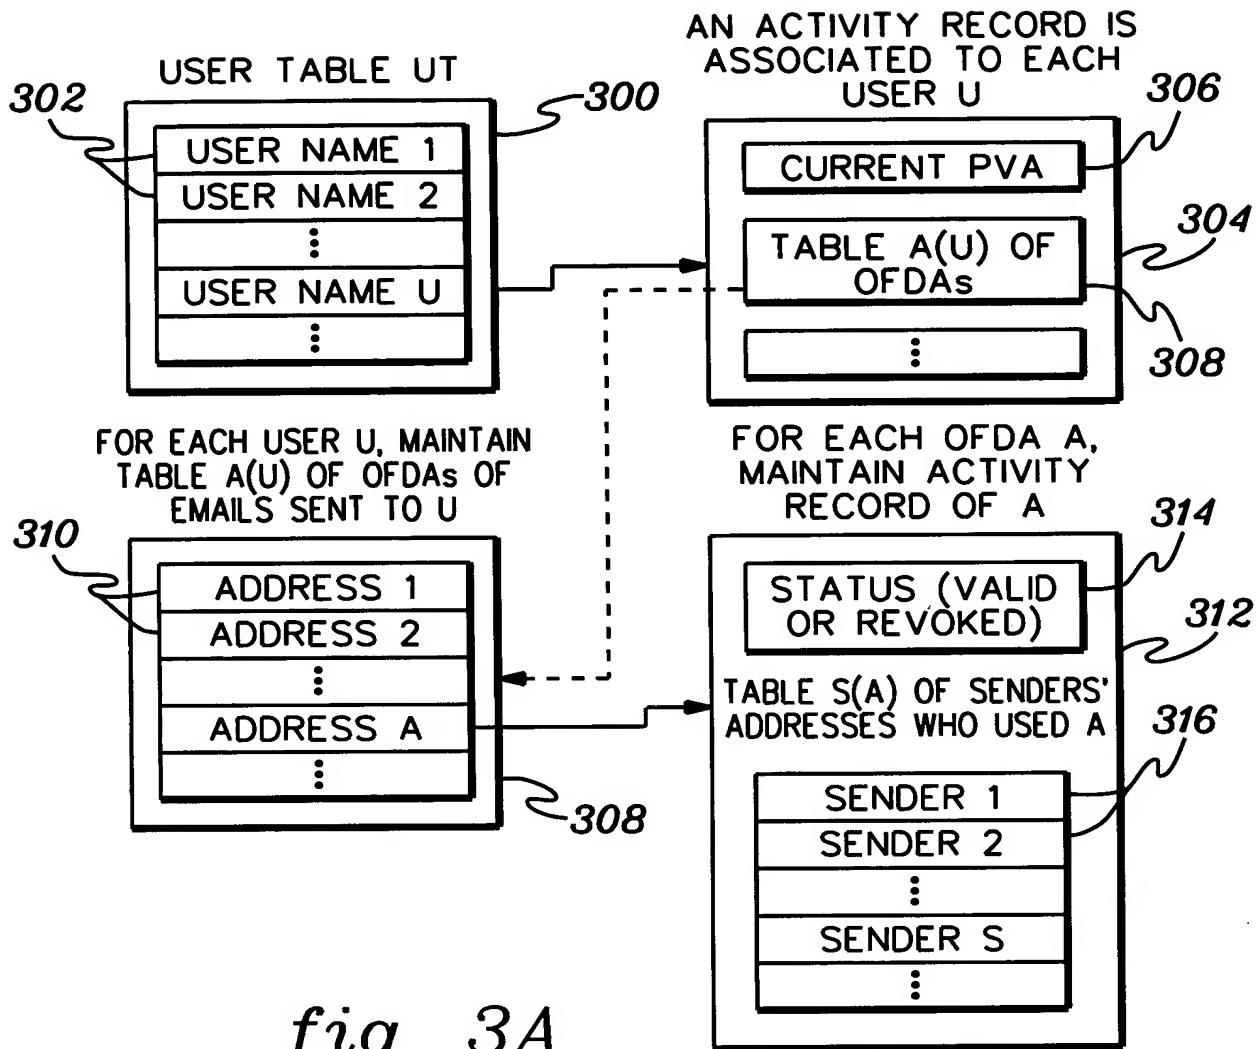 USER TABLE UT
300
302
USER NAME 1
USER NAME 2
⋮
USER NAME U
⋮
AN ACTIVITY RECORD IS
ASSOCIATED TO EACH
USER U
306
CURRENT PVA
304
TABLE A(U) OF
OFDAs
308
⋮
FOR EACH USER U, MAINTAIN
TABLE A(U) OF OFDAs OF
EMAILS SENT TO U
310
ADDRESS 1
ADDRESS 2
⋮
ADDRESS A
⋮
308
FOR EACH OFDA A,
MAINTAIN ACTIVITY
RECORD OF A
314
STATUS (VALID
OR REVOKED)
312
TABLE S(A) OF SENDERS'
ADDRESSES WHO USED A
316
SENDER 1
SENDER 2
⋮
SENDER S
⋮
fig. 3A